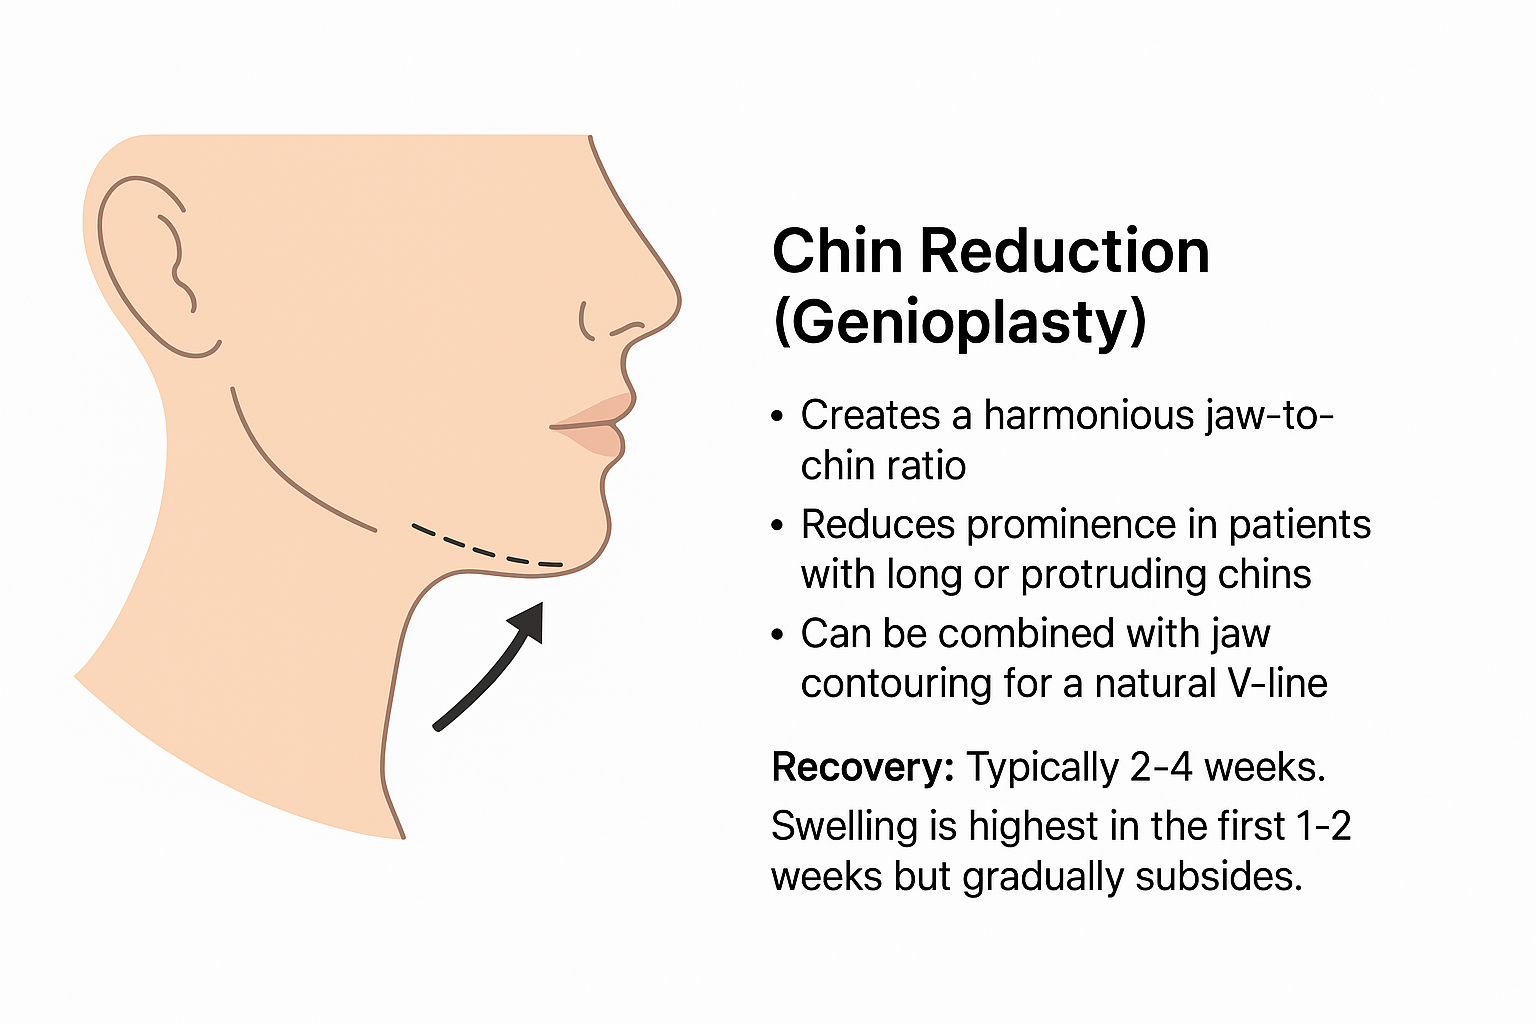 Chin Reduction
(Genioplasty)
• Creates a harmonious jaw-to-
chin ratio
• Reduces prominence in patients
with long or protruding chins
• Can be combined with jaw
contouring for a natural V-line
Recovery: Typically 2-4 weeks.
Swelling is highest in the first 1-2
weeks but gradually subsides.